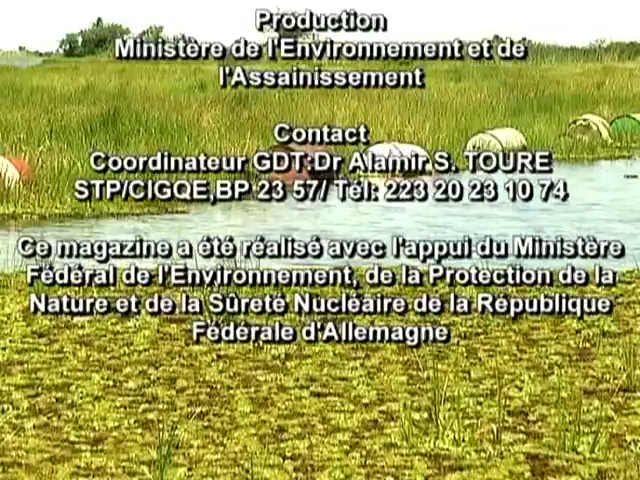 Production
Ministère de l'Environnement et de
l'Assainissement
Contact
Coordinateur GDT:Dr Alamir S. TOURE
STP/CIGQE,BP 23 57/ Tél: 223 20 23 10 74
Ce magazine a été réalisé avec l'appui du Ministère
Fédéral de l'Environnement, de la Protection de la
Nature et de la Sûreté Nucléaire de la République
Fédérale d'Allemagne